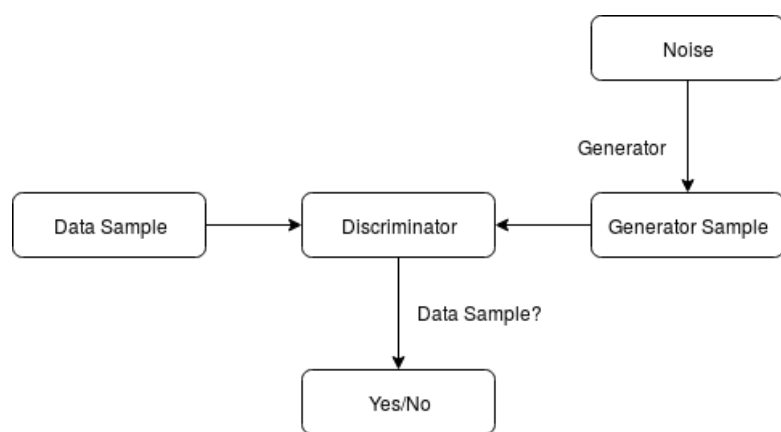 Noise
Generator
Data Sample
Discriminator
Generator Sample
Data Sample?
Yes/No